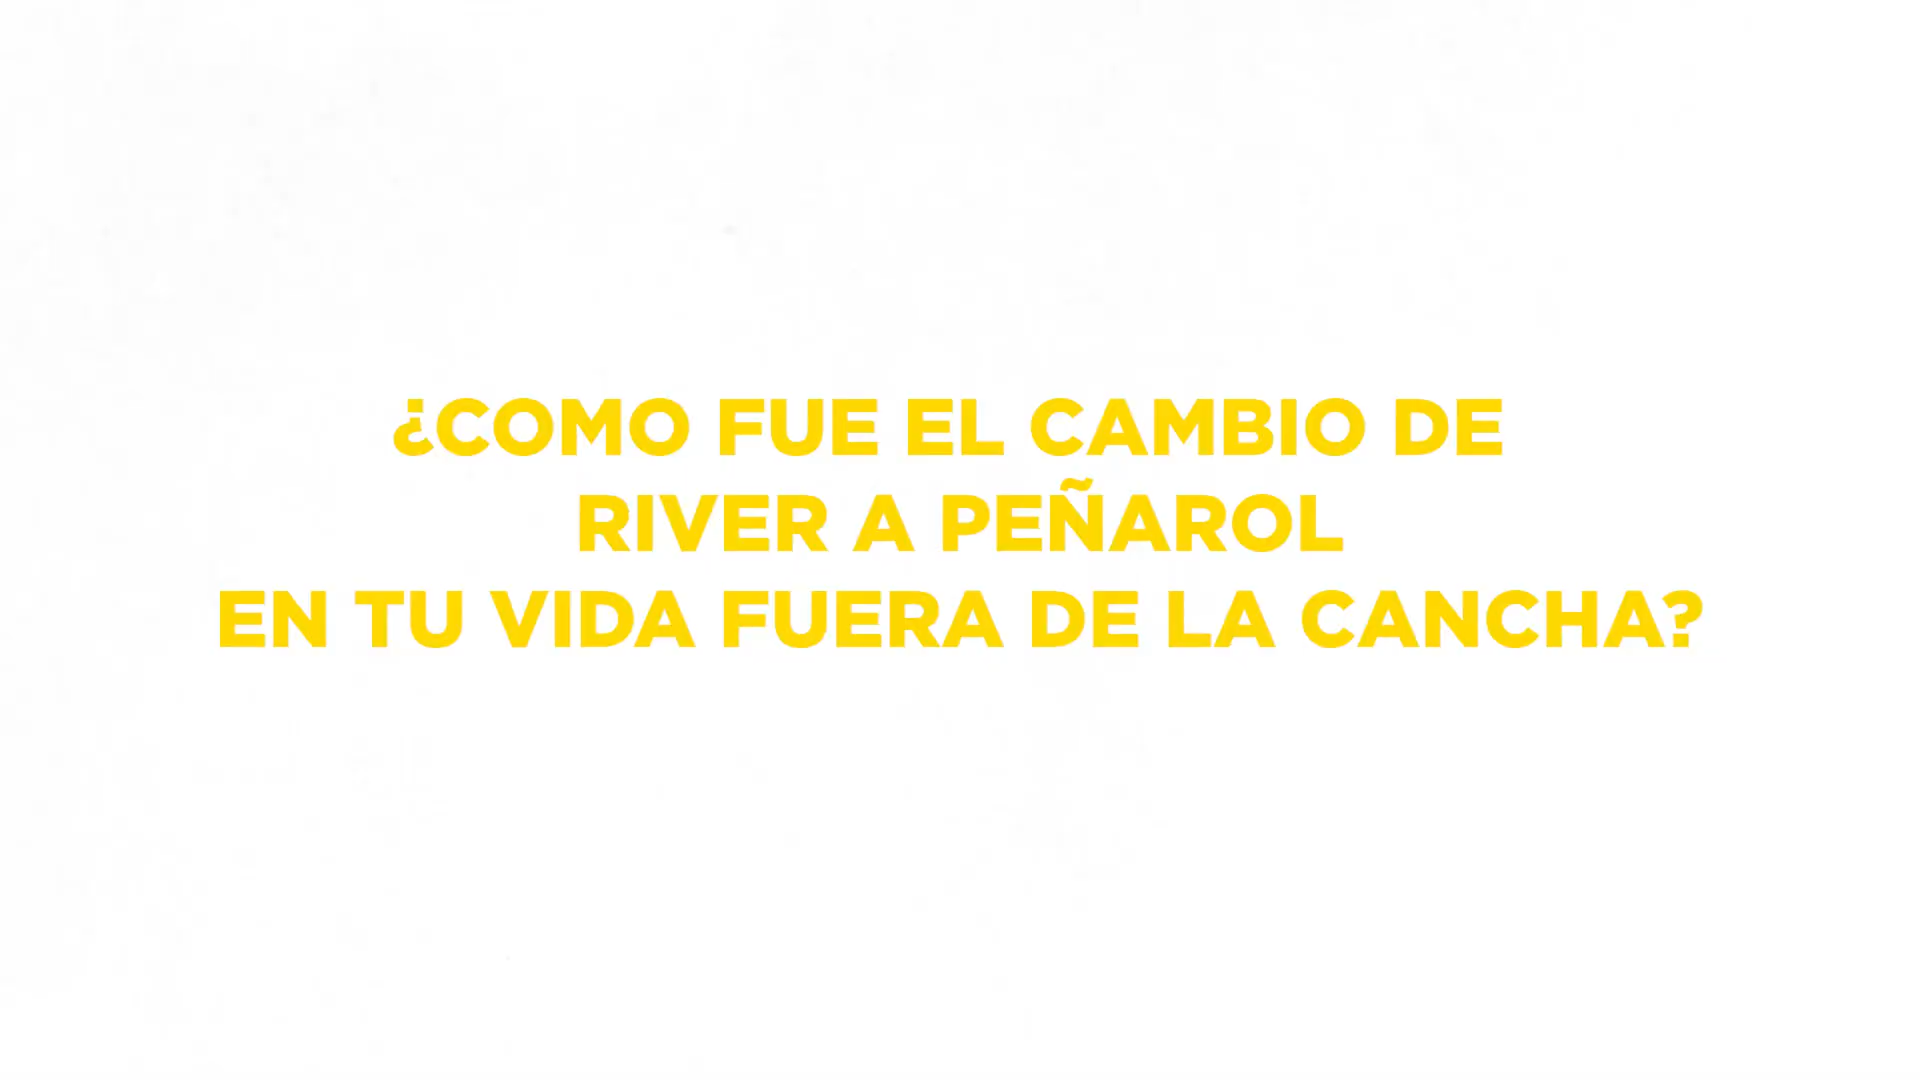 ¿COMO FUE EL CAMBIO DE
RIVER A PEÑAROL
EN TU VIDA FUERA DE LA CANCHA?